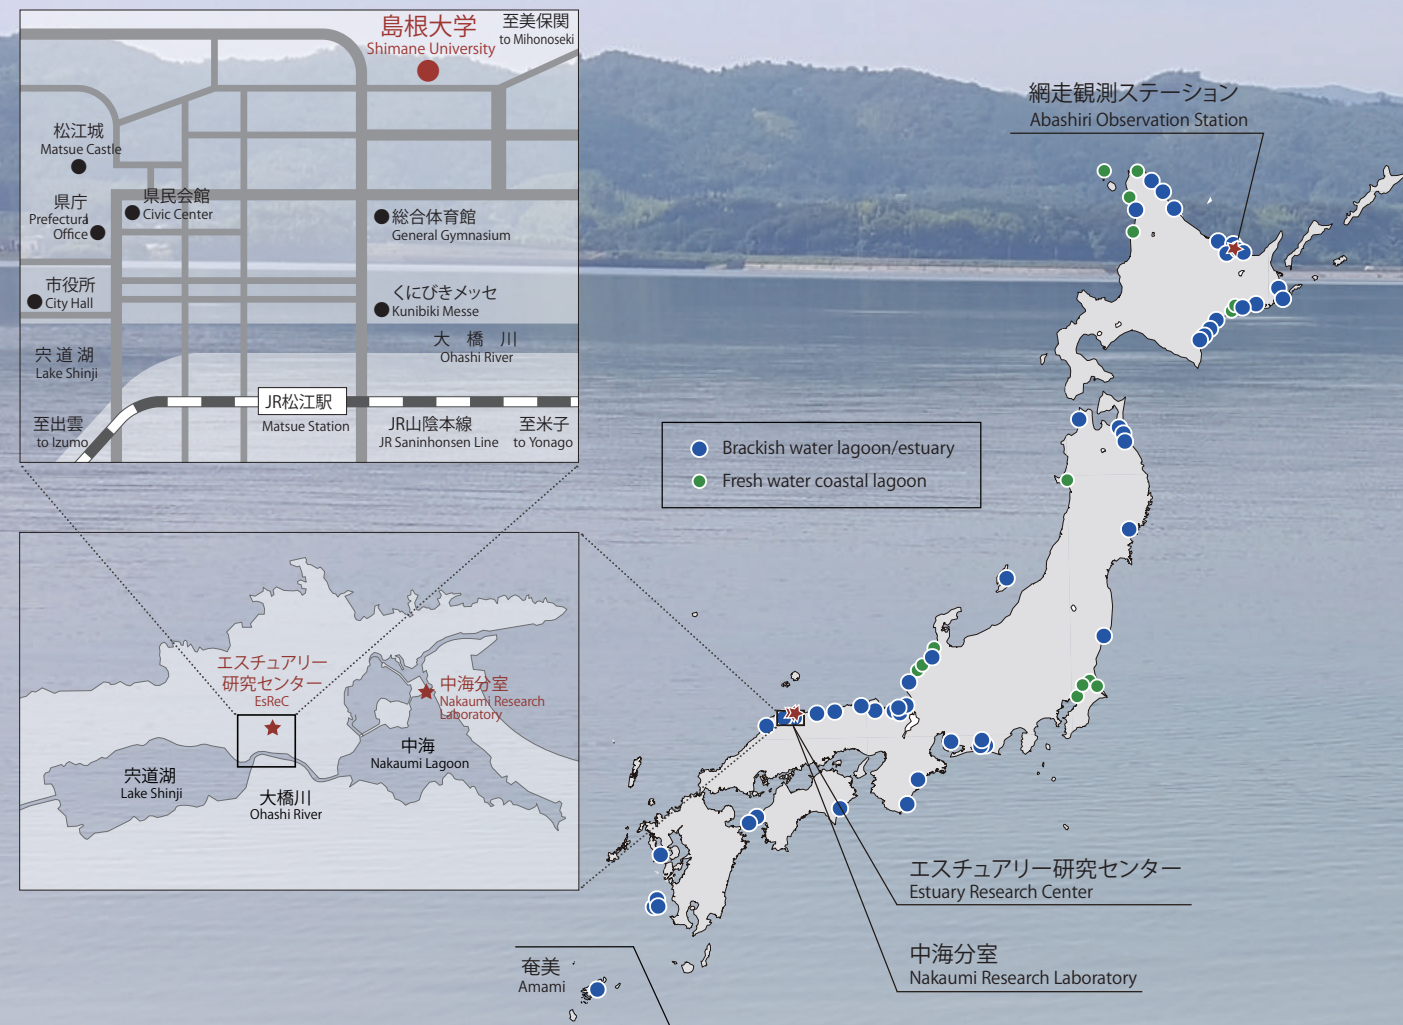 島根大学
Shimane University
至美保関
to Mihonoseki
松江城
Matsue Castle
県庁
Prefectural
Office
県民会館
Civic Center
総合体育館
General Gymnasium
市役所
City Hall
くにびきメッセ
Kunibiki Messe
大 橋 川
Ohashi River
宍 道 湖
Lake Shinji
JR松江駅
Matsue Station
至出雲
to Izumo
JR山陰本線
JR Saninhonsen Line
至米子
to Yonago
網走観測ステーション
Abashiri Observation Station
Brackish water lagoon/estuary
Fresh water coastal lagoon
エスチュアリー
研究センター
EsReC
中海分室
Nakaumi Research
Laboratory
中海
Nakaumi Lagoon
宍道湖
Lake Shinji
大橋川
Ohashi River
エスチュアリー研究センター
Estuary Research Center
中海分室
Nakaumi Research Laboratory
奄美
Amami